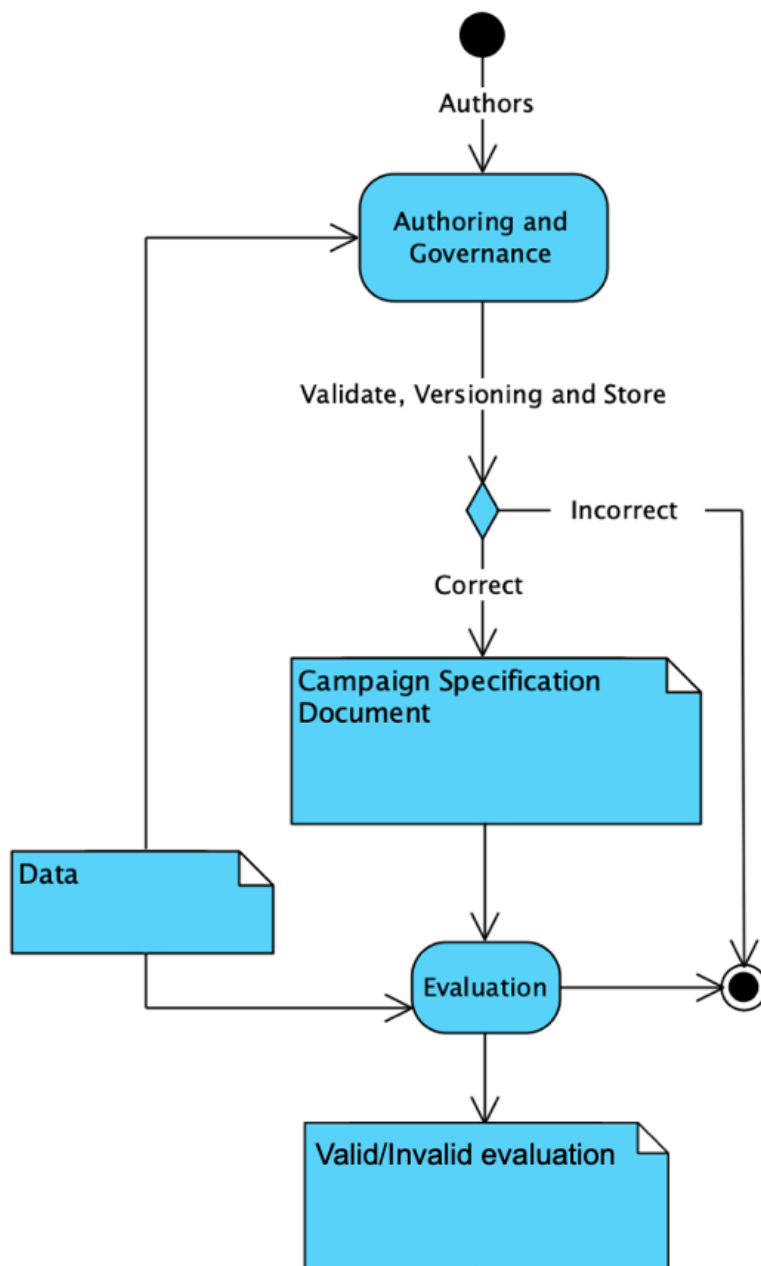 Authors
Authoring and
Governance
Validate, Versioning and Store
Incorrect
Correct
Campaign Specification
Document
Data
Evaluation
Valid/Invalid evaluation